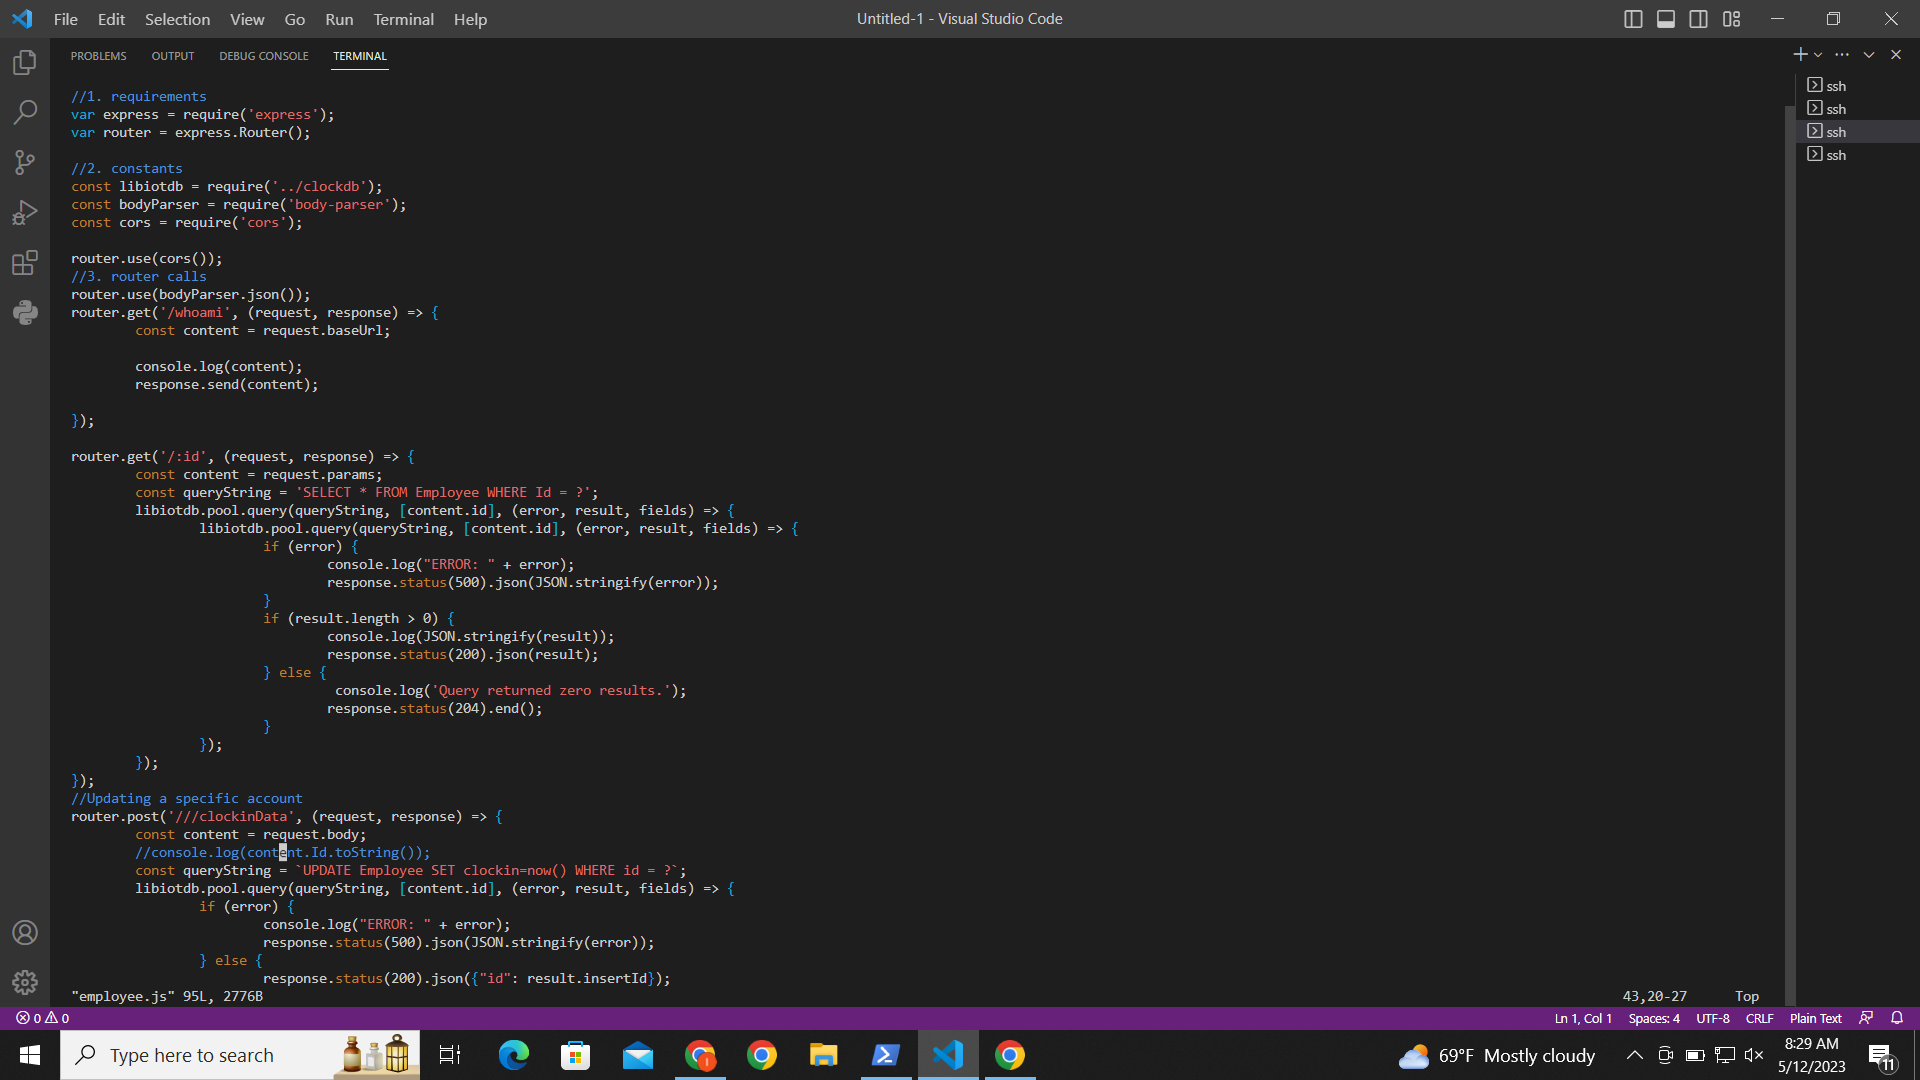 File Edit Selection View Go Run Terminal Help
Untitled-1 - Visual Studio Code
PROBLEMS OUTPUT DEBUG CONSOLE TERMINAL
//1. requirements
var express = require('express');
var router = express.Router();
//2. constants
const libiotdb = require('../clockdb');
const bodyParser = require('body-parser');
const cors = require('cors');
router.use(cors());
//3. router calls
router.use(bodyParser.json());
router.get('/whoami', (request, response) => {
const content = request.baseUrl;
console.log(content);
response.send(content);
});
router.get('/:id', (request, response) => {
const content = request.params;
const queryString = 'SELECT * FROM Employee WHERE Id = ?';
libiotdb.pool.query(queryString, [content.id], (error, result, fields) => {
libiotdb.pool.query(queryString, [content.id], (error, result, fields) => {
if (error) {
console.log("ERROR: " + error);
response.status(500).json(JSON.stringify(error));
}
if (result.length > 0) {
console.log(JSON.stringify(result));
response.status(200).json(result);
} else {
console.log('Query returned zero results.');
response.status(204).end();
}
});
});
});
//Updating a specific account
router.post('///clockinData', (request, response) => {
const content = request.body;
//console.log(content.Id.toString());
const queryString = `UPDATE Employee SET clockin=now() WHERE id = ?`;
libiotdb.pool.query(queryString, [content.id], (error, result, fields) => {
if (error) {
console.log("ERROR: " + error);
response.status(500).json(JSON.stringify(error));
} else {
response.status(200).json({"id": result.insertId});
"employee.js" 95L, 2776B 43,20-27 Top
ssh
ssh
ssh
ssh
0 0 Ln 1, Col 1 Spaces: 4 UTF-8 CRLF Plain Text
Type here to search
69°F Mostly cloudy
8:29 AM
5/12/2023
11